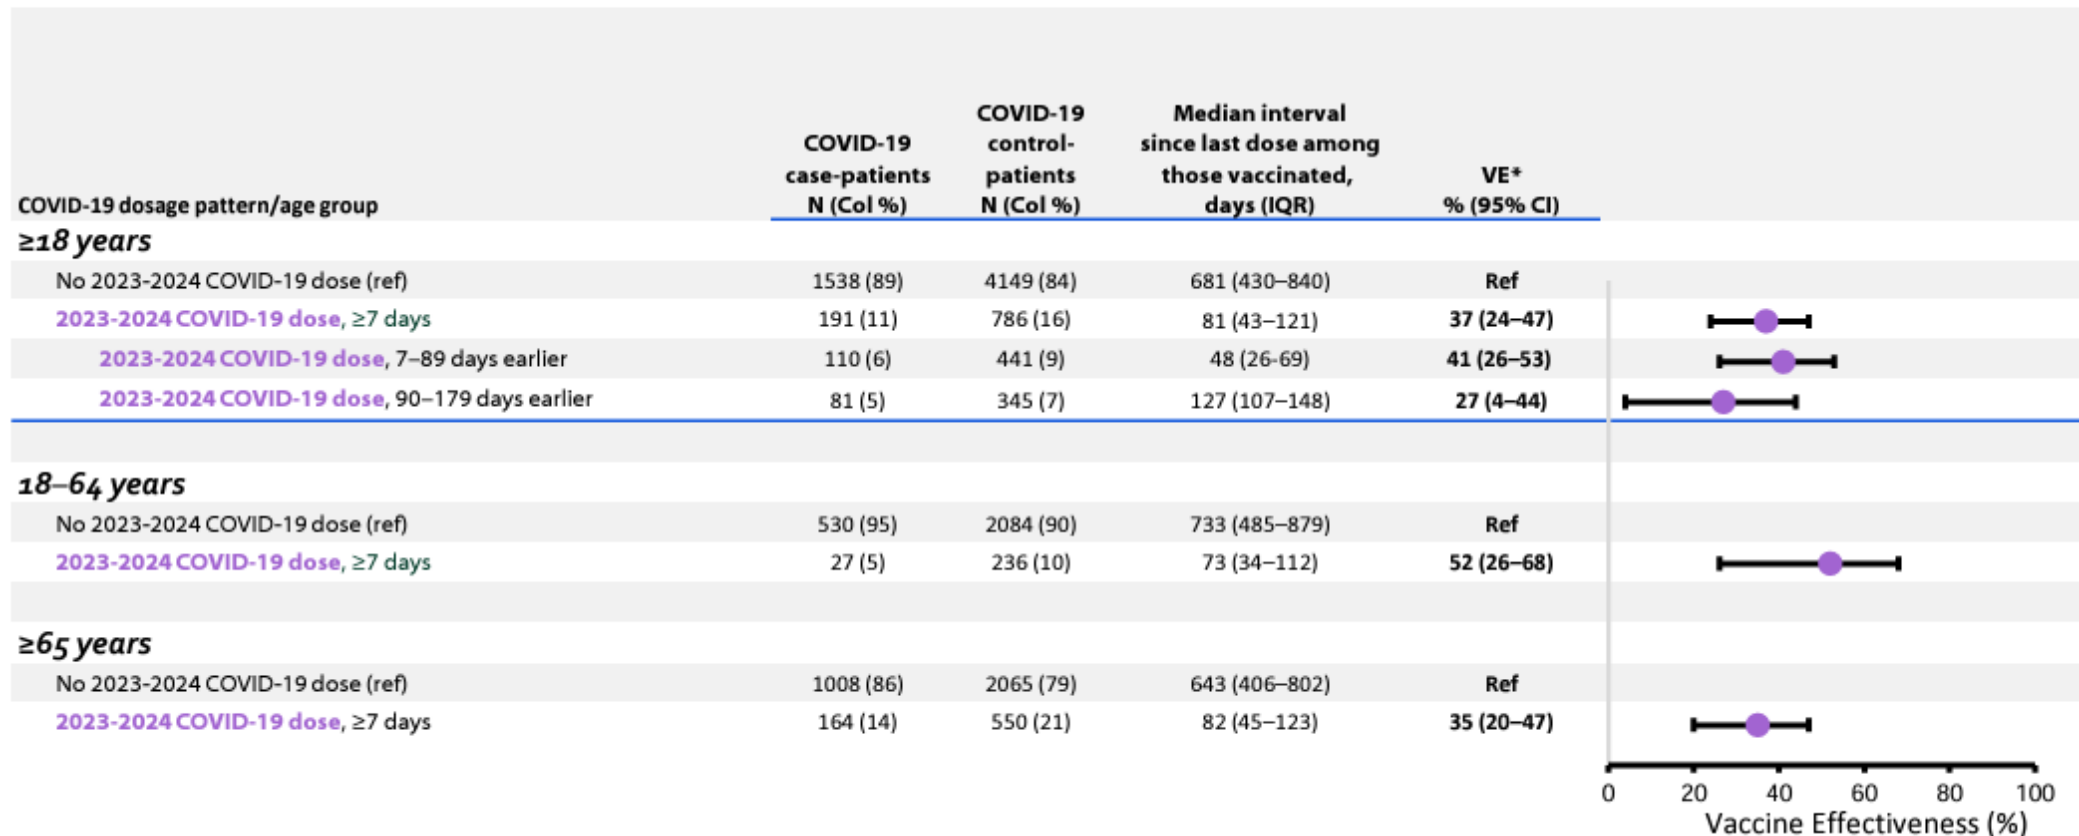 COVID-19 dosage pattern/age group
COVID-19
case-patients
N (Col %)
COVID-19
control-
patients
N (Col %)
Median interval
since last dose among
those vaccinated,
days (IQR)
VE*
% (95% CI)
≥18 years
No 2023-2024 COVID-19 dose (ref) 1538 (89) 4149 (84) 681 (430–840) Ref
2023-2024 COVID-19 dose, ≥7 days 191 (11) 786 (16) 81 (43–121) 37 (24–47)
2023-2024 COVID-19 dose, 7–89 days earlier 110 (6) 441 (9) 48 (26-69) 41 (26–53)
2023-2024 COVID-19 dose, 90–179 days earlier 81 (5) 345 (7) 127 (107–148) 27 (4–44)
18–64 years
No 2023-2024 COVID-19 dose (ref) 530 (95) 2084 (90) 733 (485–879) Ref
2023-2024 COVID-19 dose, ≥7 days 27 (5) 236 (10) 73 (34–112) 52 (26–68)
≥65 years
No 2023-2024 COVID-19 dose (ref) 1008 (86) 2065 (79) 643 (406–802) Ref
2023-2024 COVID-19 dose, ≥7 days 164 (14) 550 (21) 82 (45–123) 35 (20–47)
0 20 40 60 80 100
Vaccine Effectiveness (%)